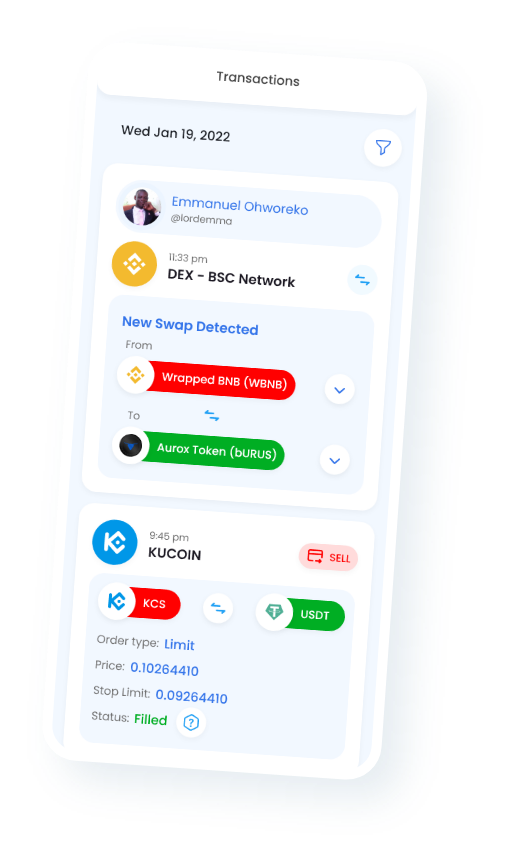 Transactions
Wed Jan 19, 2022
Emmanuel Ohworeko
@lordemma
11:33 pm
DEX - BSC Network
New Swap Detected
From
Wrapped BNB (WBNB)
To
Aurox Token (bURUS)
9:45 pm
KUCOIN
SELL
KCS
USDT
Order type: Limit
Price: 0.10264410
Stop Limit: 0.09264410
Status: Filled